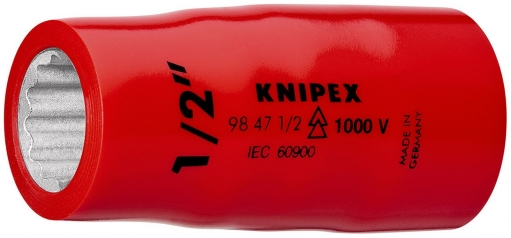 1/2"
KNIPEX
98 47 1/2 1000 V
IEC 60900
MADE IN
GERMANY